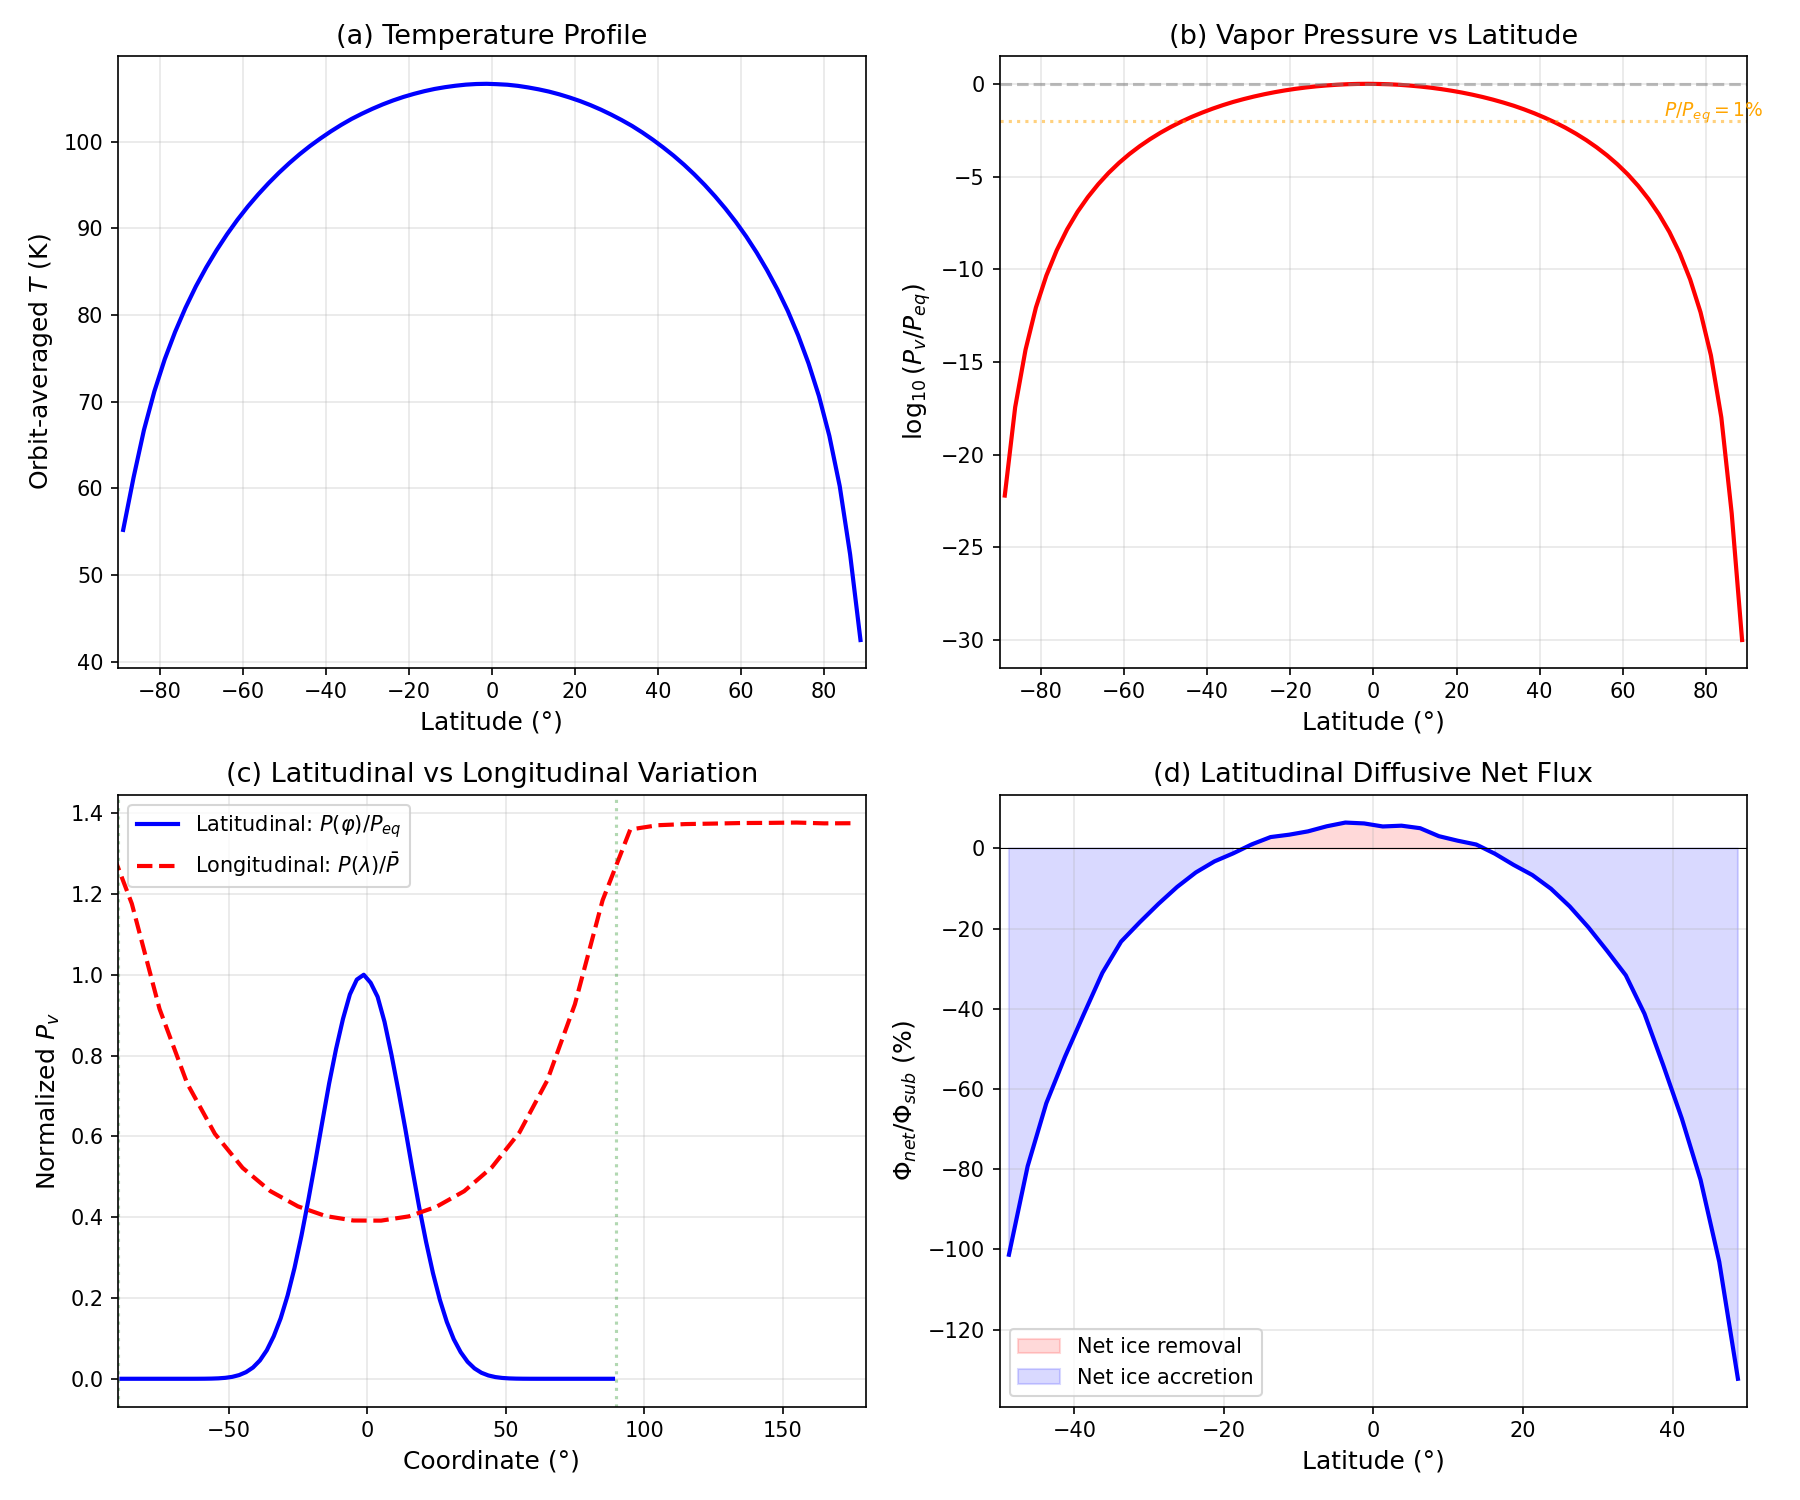 (a) Temperature Profile
Orbit-averaged T (K)
100
90
80
70
60
50
40
−80 −60 −40 −20 0 20 40 60 80
Latitude (°)
(b) Vapor Pressure vs Latitude
log₁₀(Pᵥ/P_eq)
0
−5
−10
−15
−20
−25
−30
P/P_eq = 1%
−80 −60 −40 −20 0 20 40 60 80
Latitude (°)
(c) Latitudinal vs Longitudinal Variation
Normalized Pᵥ
1.4
1.2
1.0
0.8
0.6
0.4
0.2
0.0
Latitudinal: P(φ)/P_eq
Longitudinal: P(λ)/P̄
−50 0 50 100 150
Coordinate (°)
(d) Latitudinal Diffusive Net Flux
Φ_net/Φ_sub (%)
0
−20
−40
−60
−80
−100
−120
Net ice removal
Net ice accretion
−40 −20 0 20 40
Latitude (°)